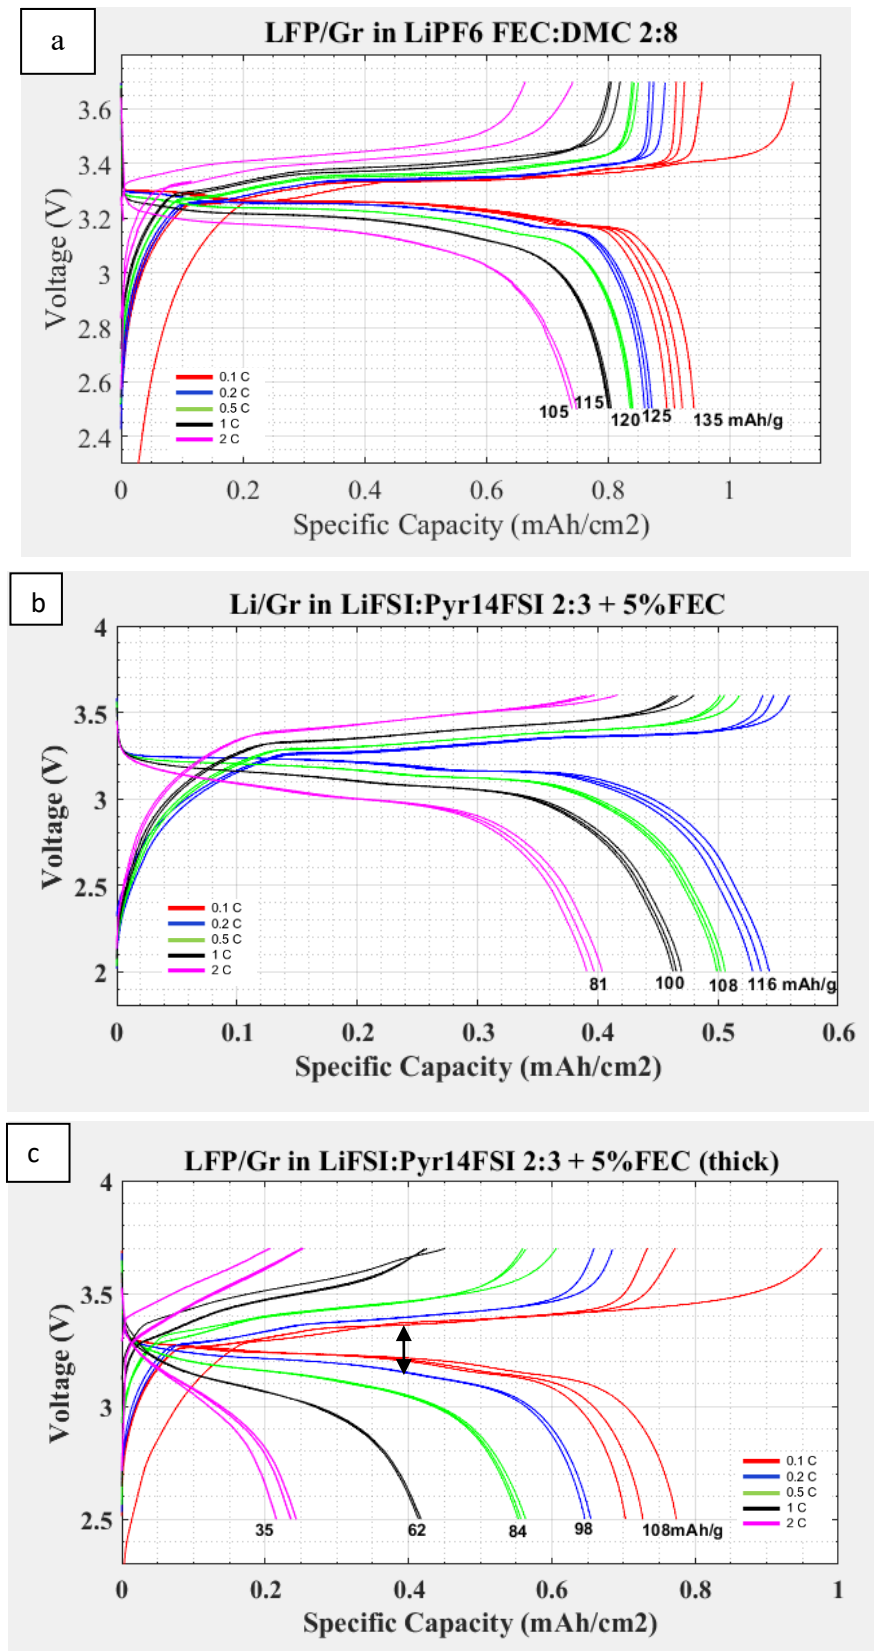 a
LFP/Gr in LiPF6 FEC:DMC 2:8
3.6
3.4
3.2
3
2.8
2.6
2.4
Voltage (V)
0.1 C
0.2 C
0.5 C
1 C
2 C
105
115
120
125
135 mAh/g
0
0.2
0.4
0.6
0.8
1
Specific Capacity (mAh/cm2)
b
Li/Gr in LiFSI:Pyr14FSI 2:3 + 5%FEC
4
3.5
3
2.5
2
Voltage (V)
0.1 C
0.2 C
0.5 C
1 C
2 C
81
100
108
116 mAh/g
0
0.1
0.2
0.3
0.4
0.5
0.6
Specific Capacity (mAh/cm2)
c
LFP/Gr in LiFSI:Pyr14FSI 2:3 + 5%FEC (thick)
4
3.5
3
2.5
Voltage (V)
0.1 C
0.2 C
0.5 C
1 C
2 C
35
62
84
98
108mAh/g
0
0.2
0.4
0.6
0.8
1
Specific Capacity (mAh/cm2)